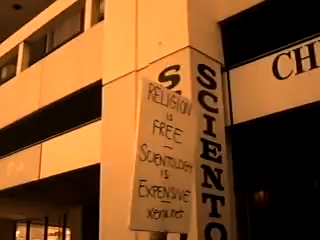 S
SCIENTO
CH
RELIGION
IS
FREE
—
SCIENTOLOGY
IS
EXPENSIVE
xenu.net